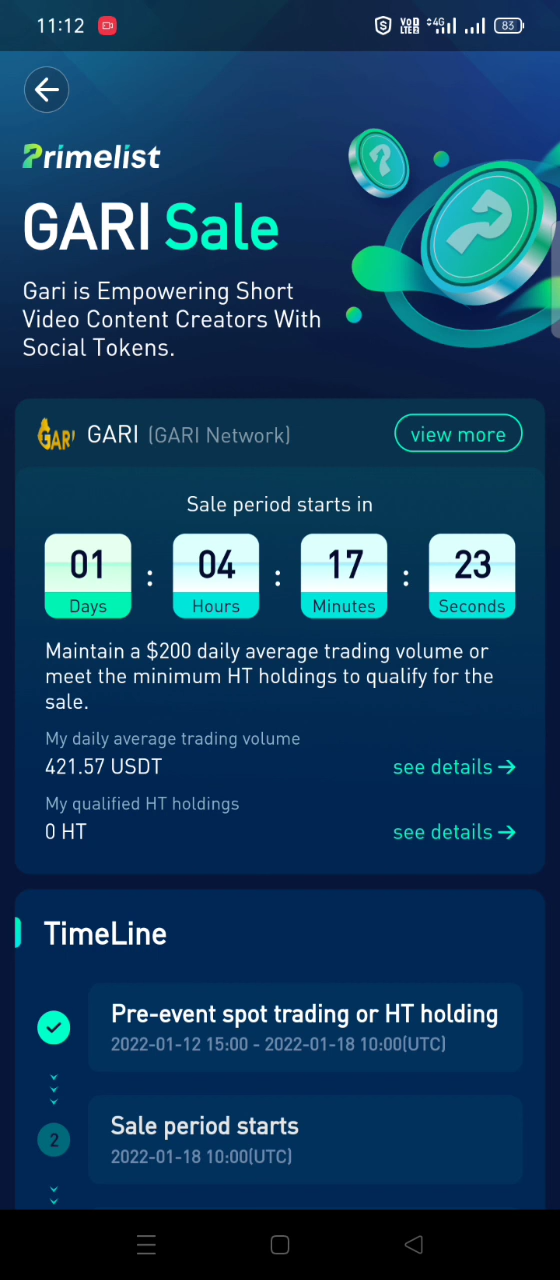 11:12
VoD
LTE2
4G
83
Primelist
GARI Sale
Gari is Empowering Short
Video Content Creators With
Social Tokens.
GARI
GARI (GARI Network)
view more
Sale period starts in
01 : 04 : 17 : 23
Days Hours Minutes Seconds
Maintain a $200 daily average trading volume or
meet the minimum HT holdings to qualify for the
sale.
My daily average trading volume
421.57 USDT see details →
My qualified HT holdings
0 HT see details →
TimeLine
Pre-event spot trading or HT holding
2022-01-12 15:00 - 2022-01-18 10:00(UTC)
2
Sale period starts
2022-01-18 10:00(UTC)